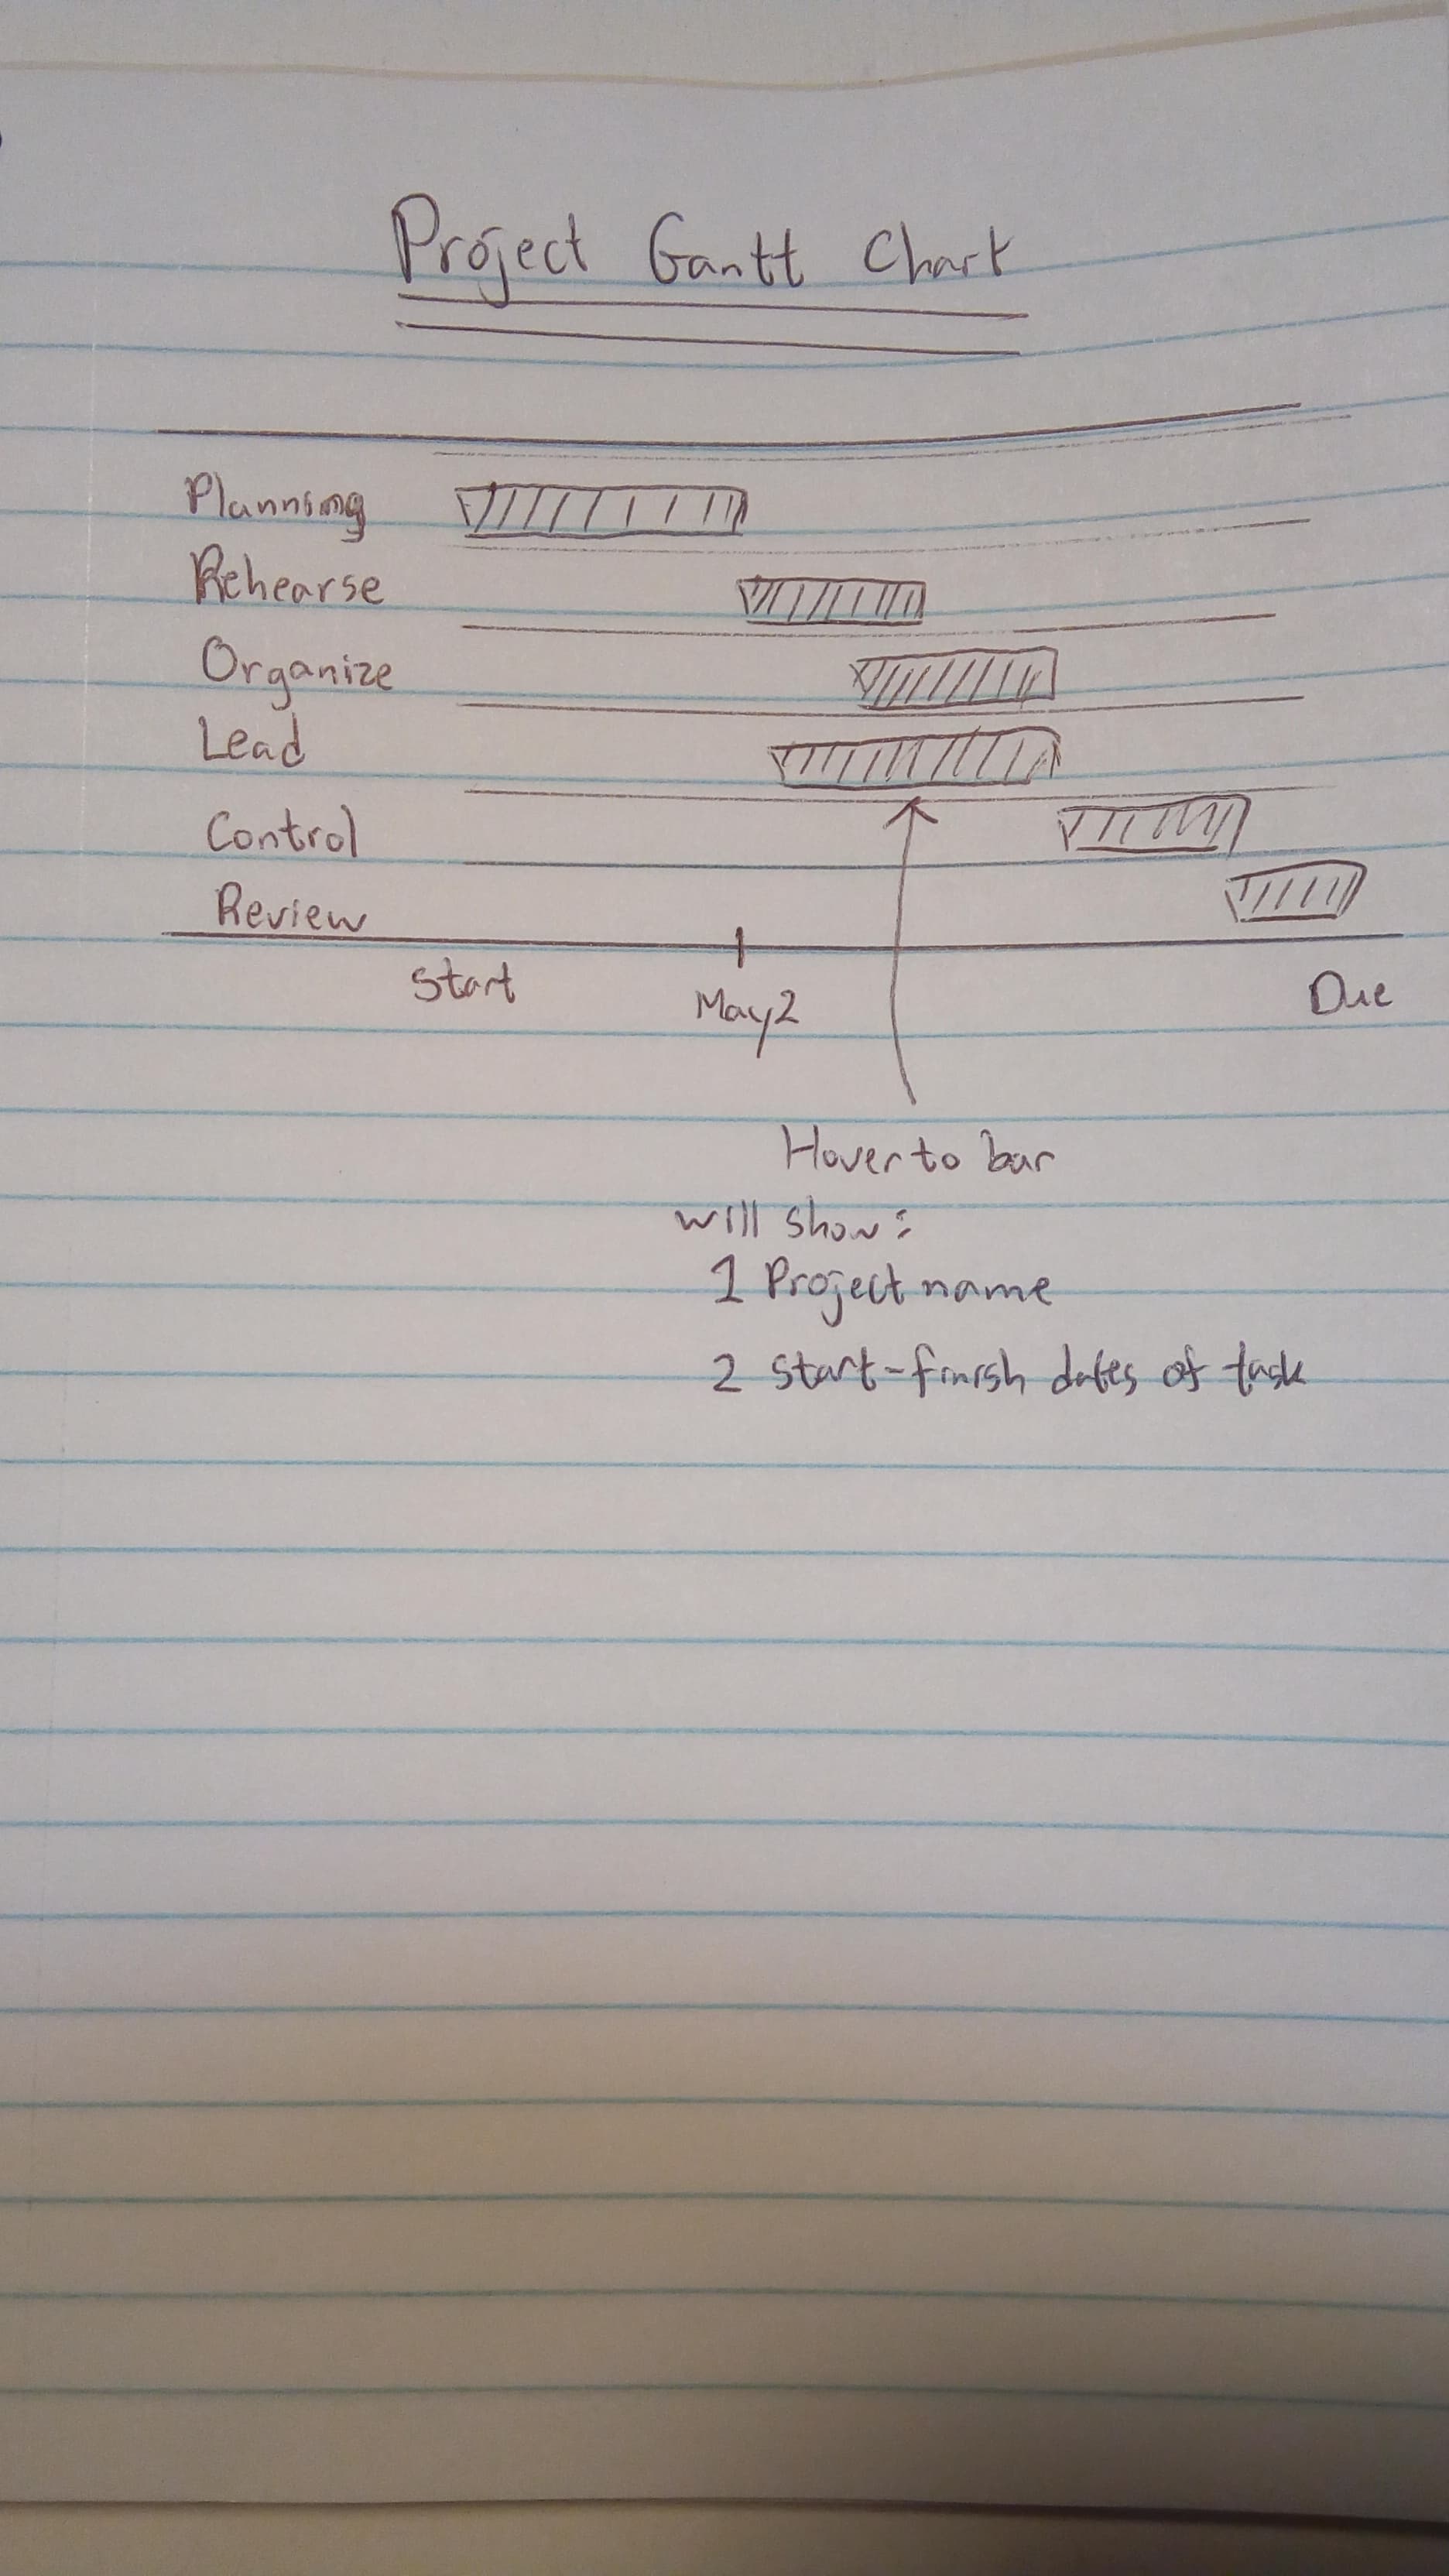 Project Gantt Chart
Planning
Rehearse
Organize
Lead
Control
Review
Start May 2 Due
Hover to bar
will show:
1 Project name
2 Start-finish dates of task